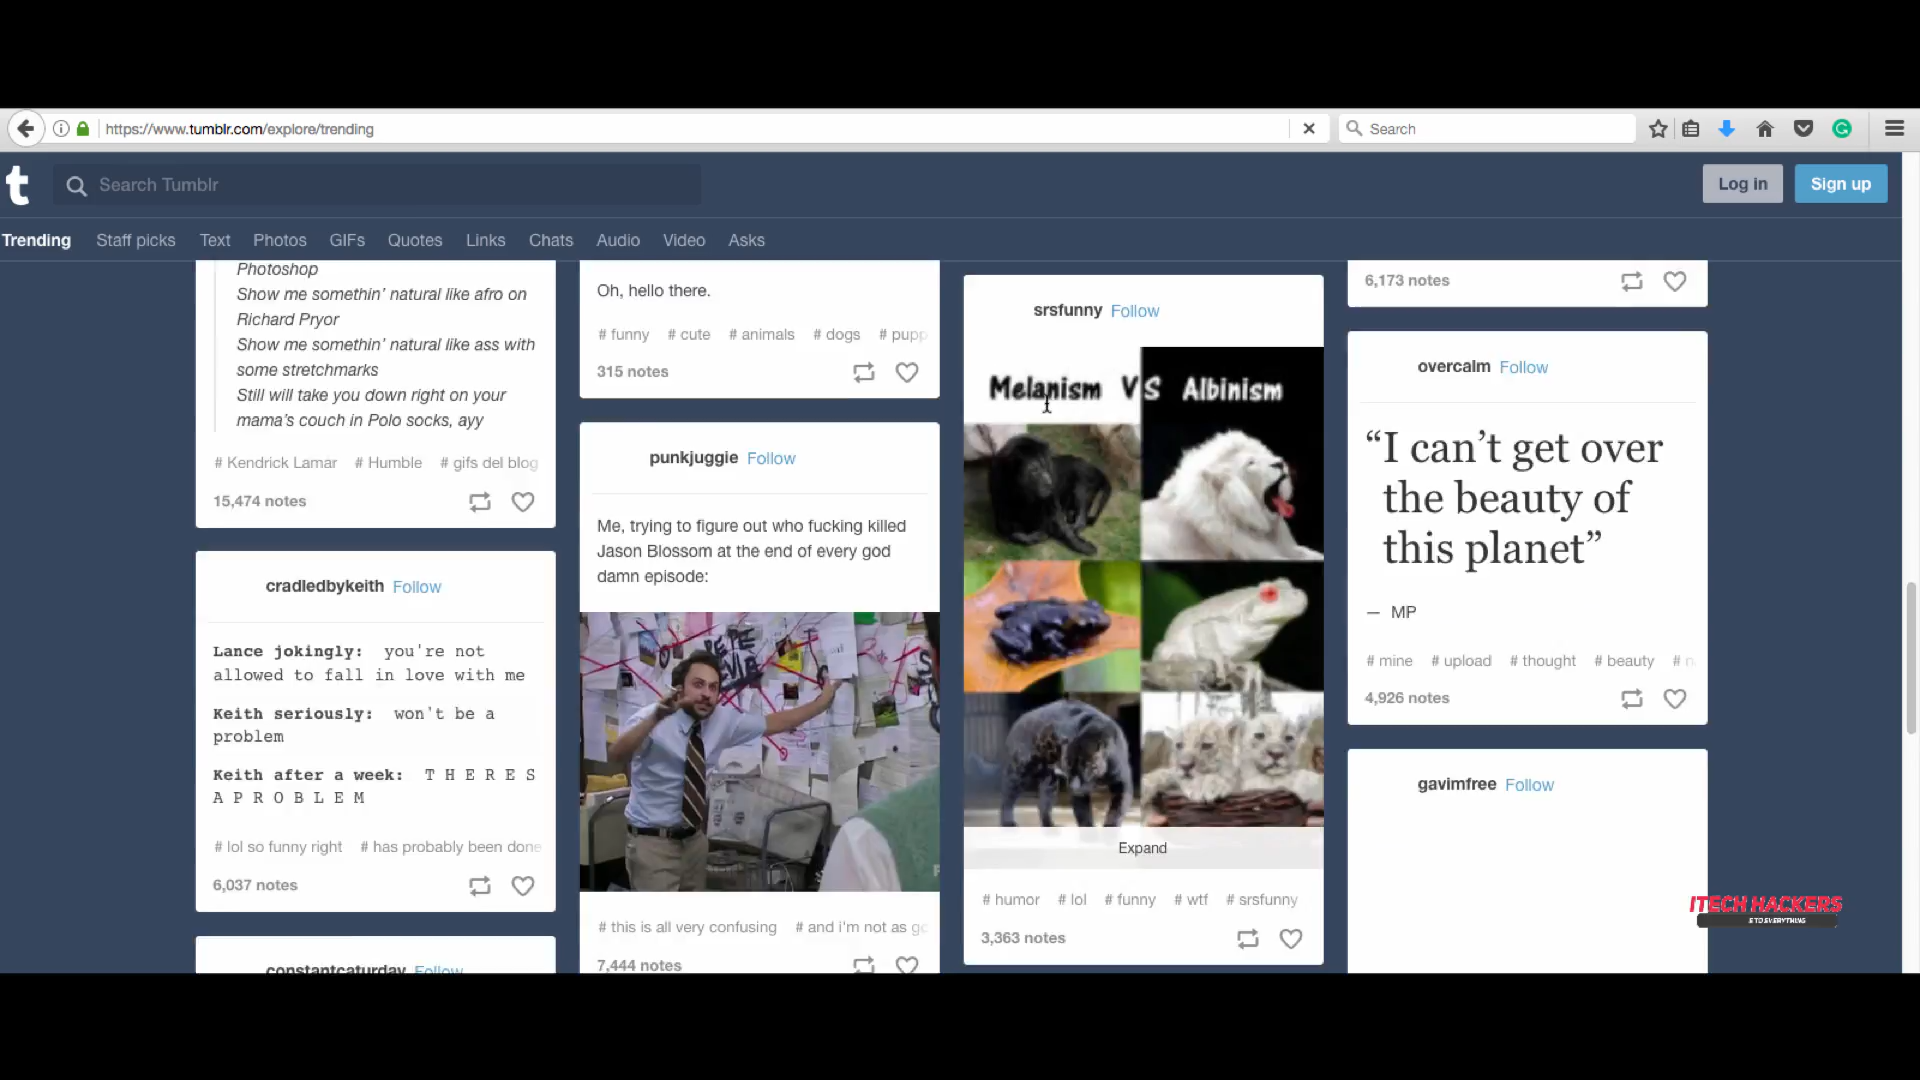 https://www.tumblr.com/explore/trending
Search
t
Search Tumblr
Log in
Sign up
Trending
Staff picks
Text
Photos
GIFs
Quotes
Links
Chats
Audio
Video
Asks
Photoshop
Show me somethin’ natural like afro on
Richard Pryor
Show me somethin’ natural like ass with
some stretchmarks
Still will take you down right on your
mama’s couch in Polo socks, ayy
# Kendrick Lamar # Humble # gifs del blog
15,474 notes
cradledbykeith Follow
Lance jokingly: you're not
allowed to fall in love with me
Keith seriously: won't be a
problem
Keith after a week: T H E R E S
A P R O B L E M
# lol so funny right # has probably been done
6,037 notes
constantcaturday Follow
Oh, hello there.
# funny # cute # animals # dogs # pupp
315 notes
punkjuggie Follow
Me, trying to figure out who fucking killed
Jason Blossom at the end of every god
damn episode:
PEPE
# this is all very confusing # and i'm not as go
7,444 notes
srsfunny Follow
Melanism VS Albinism
Expand
# humor # lol # funny # wtf # srsfunny
3,363 notes
6,173 notes
overcalm Follow
“I can’t get over
the beauty of
this planet”
— MP
# mine # upload # thought # beauty # n
4,926 notes
gavimfree Follow
ITECH HACKERS
E TO EVERYTHING